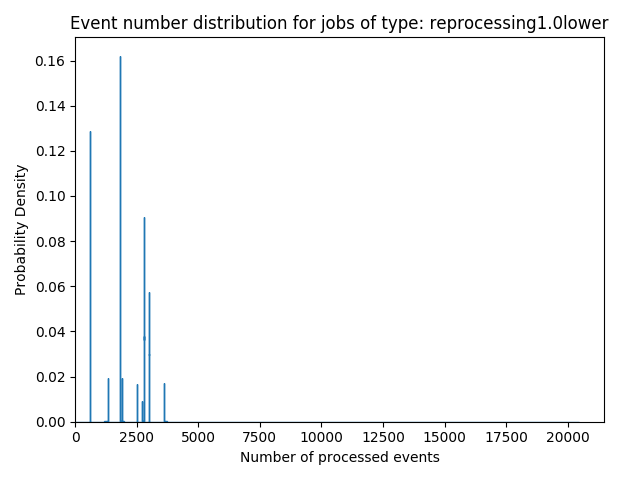 Event number distribution for jobs of type: reprocessing1.0lower
0.16
0.14
0.12
0.10
0.08
0.06
0.04
0.02
0.00
Probability Density
0 2500 5000 7500 10000 12500 15000 17500 20000
Number of processed events